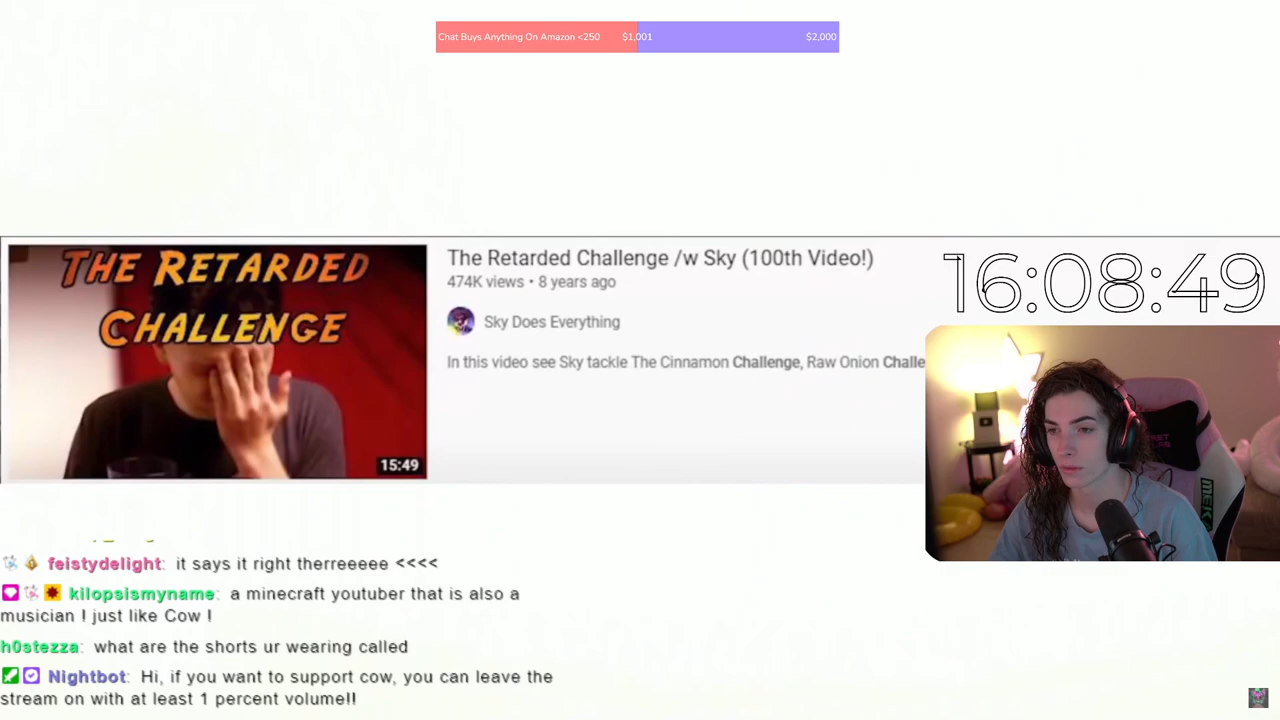 Chat Buys Anything On Amazon <250 $1,001 $2,000
THE RETARDED
CHALLENGE
15:49
The Retarded Challenge /w Sky (100th Video!)
474K views • 8 years ago
Sky Does Everything
In this video see Sky tackle The Cinnamon Challenge, Raw Onion Challe
16:08:49
feistydelight: it says it right therreeeee <<<<
kilopsismyname: a minecraft youtuber that is also a
musician ! just like Cow !
h0stezza: what are the shorts ur wearing called
Nightbot: Hi, if you want to support cow, you can leave the
stream on with at least 1 percent volume!!